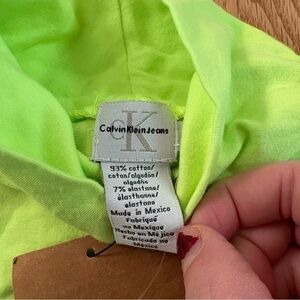 cK
Calvin Klein Jeans
93% cotton/
coton/algodão/
algodón
7% elastane/
élasthanne/
elastano
Made in Mexico
Fabriqué
au Mexique
Hecho en Méjico
Fabricado no
México